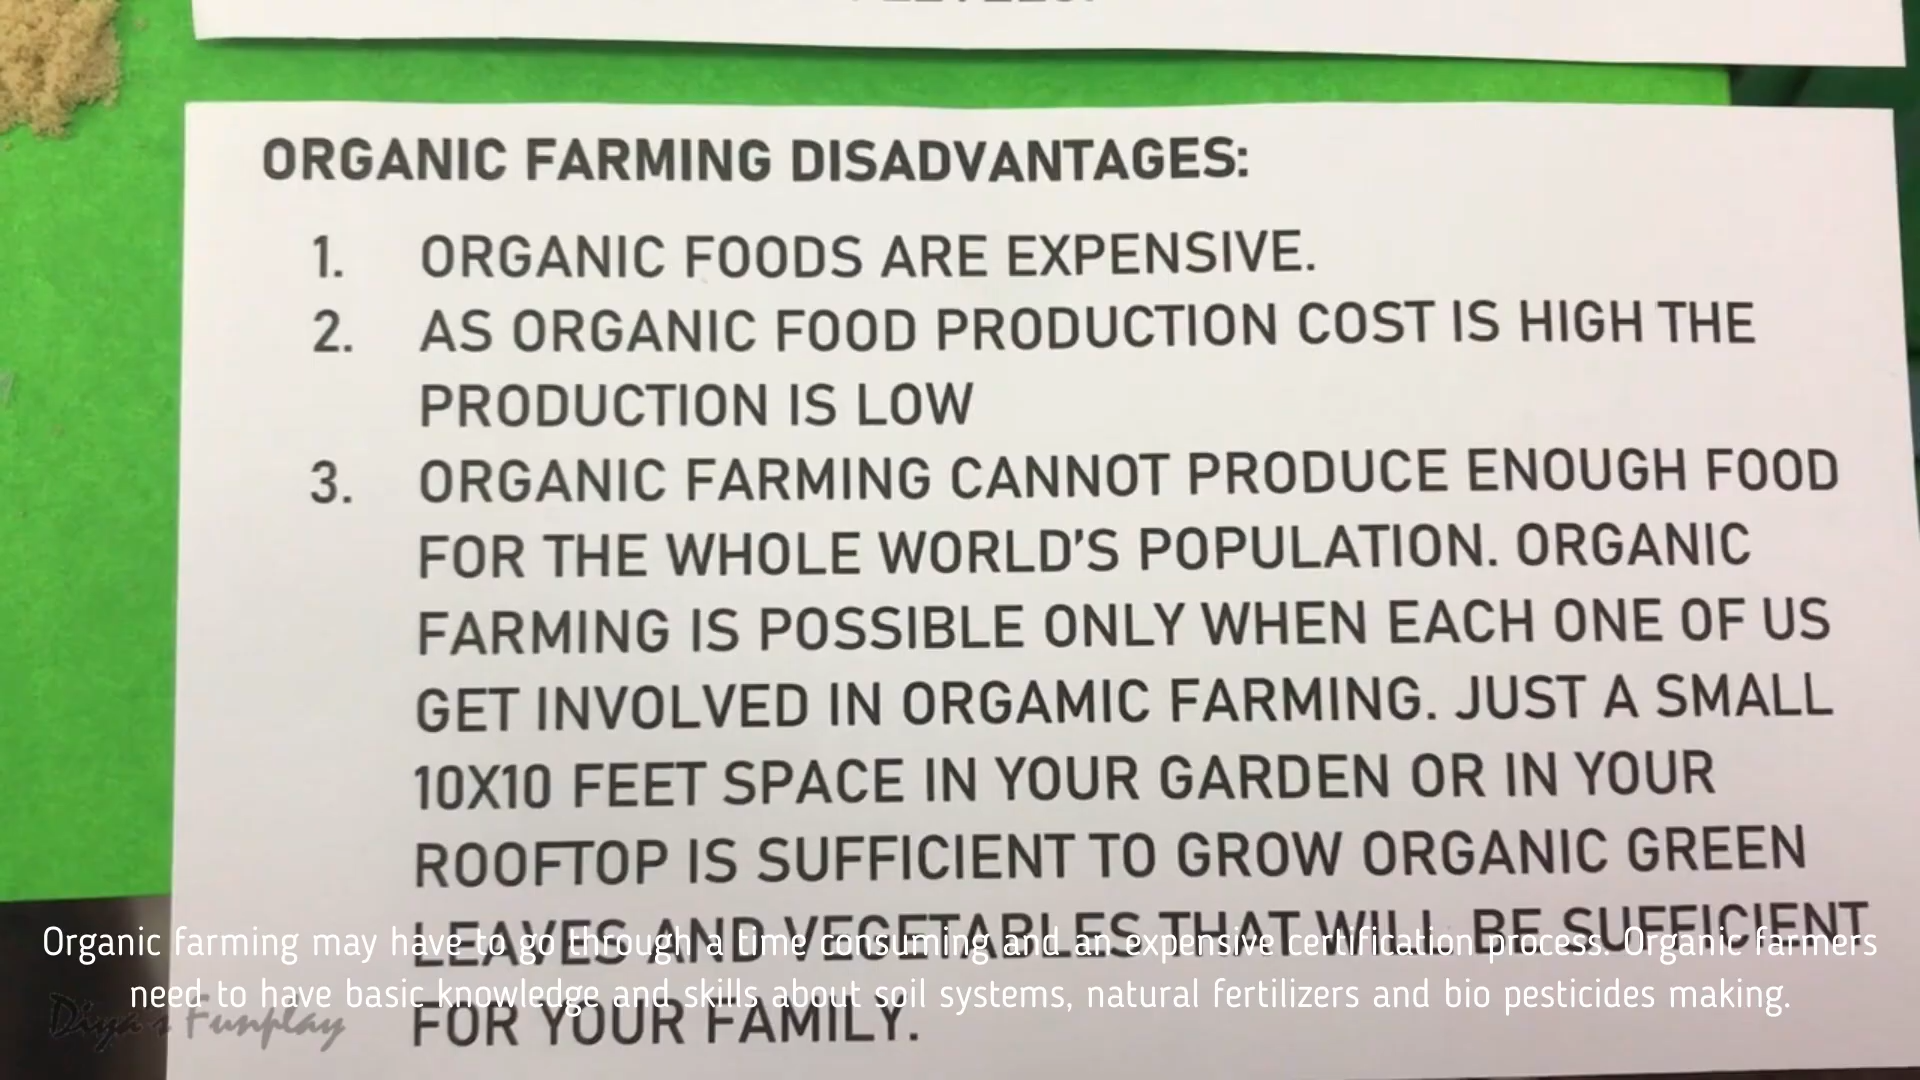 ORGANIC FARMING DISADVANTAGES:
1. ORGANIC FOODS ARE EXPENSIVE.
2. AS ORGANIC FOOD PRODUCTION COST IS HIGH THE
PRODUCTION IS LOW
3. ORGANIC FARMING CANNOT PRODUCE ENOUGH FOOD
FOR THE WHOLE WORLD'S POPULATION. ORGANIC
FARMING IS POSSIBLE ONLY WHEN EACH ONE OF US
GET INVOLVED IN ORGAMIC FARMING. JUST A SMALL
10X10 FEET SPACE IN YOUR GARDEN OR IN YOUR
ROOFTOP IS SUFFICIENT TO GROW ORGANIC GREEN
LEAVES AND VEGETABLES THAT WILL BE SUFFICIENT
FOR YOUR FAMILY.
Organic farming may have to go through a time consuming and an expensive certification process. Organic farmers
need to have basic knowledge and skills about soil systems, natural fertilizers and bio pesticides making.
Diya's Funplay